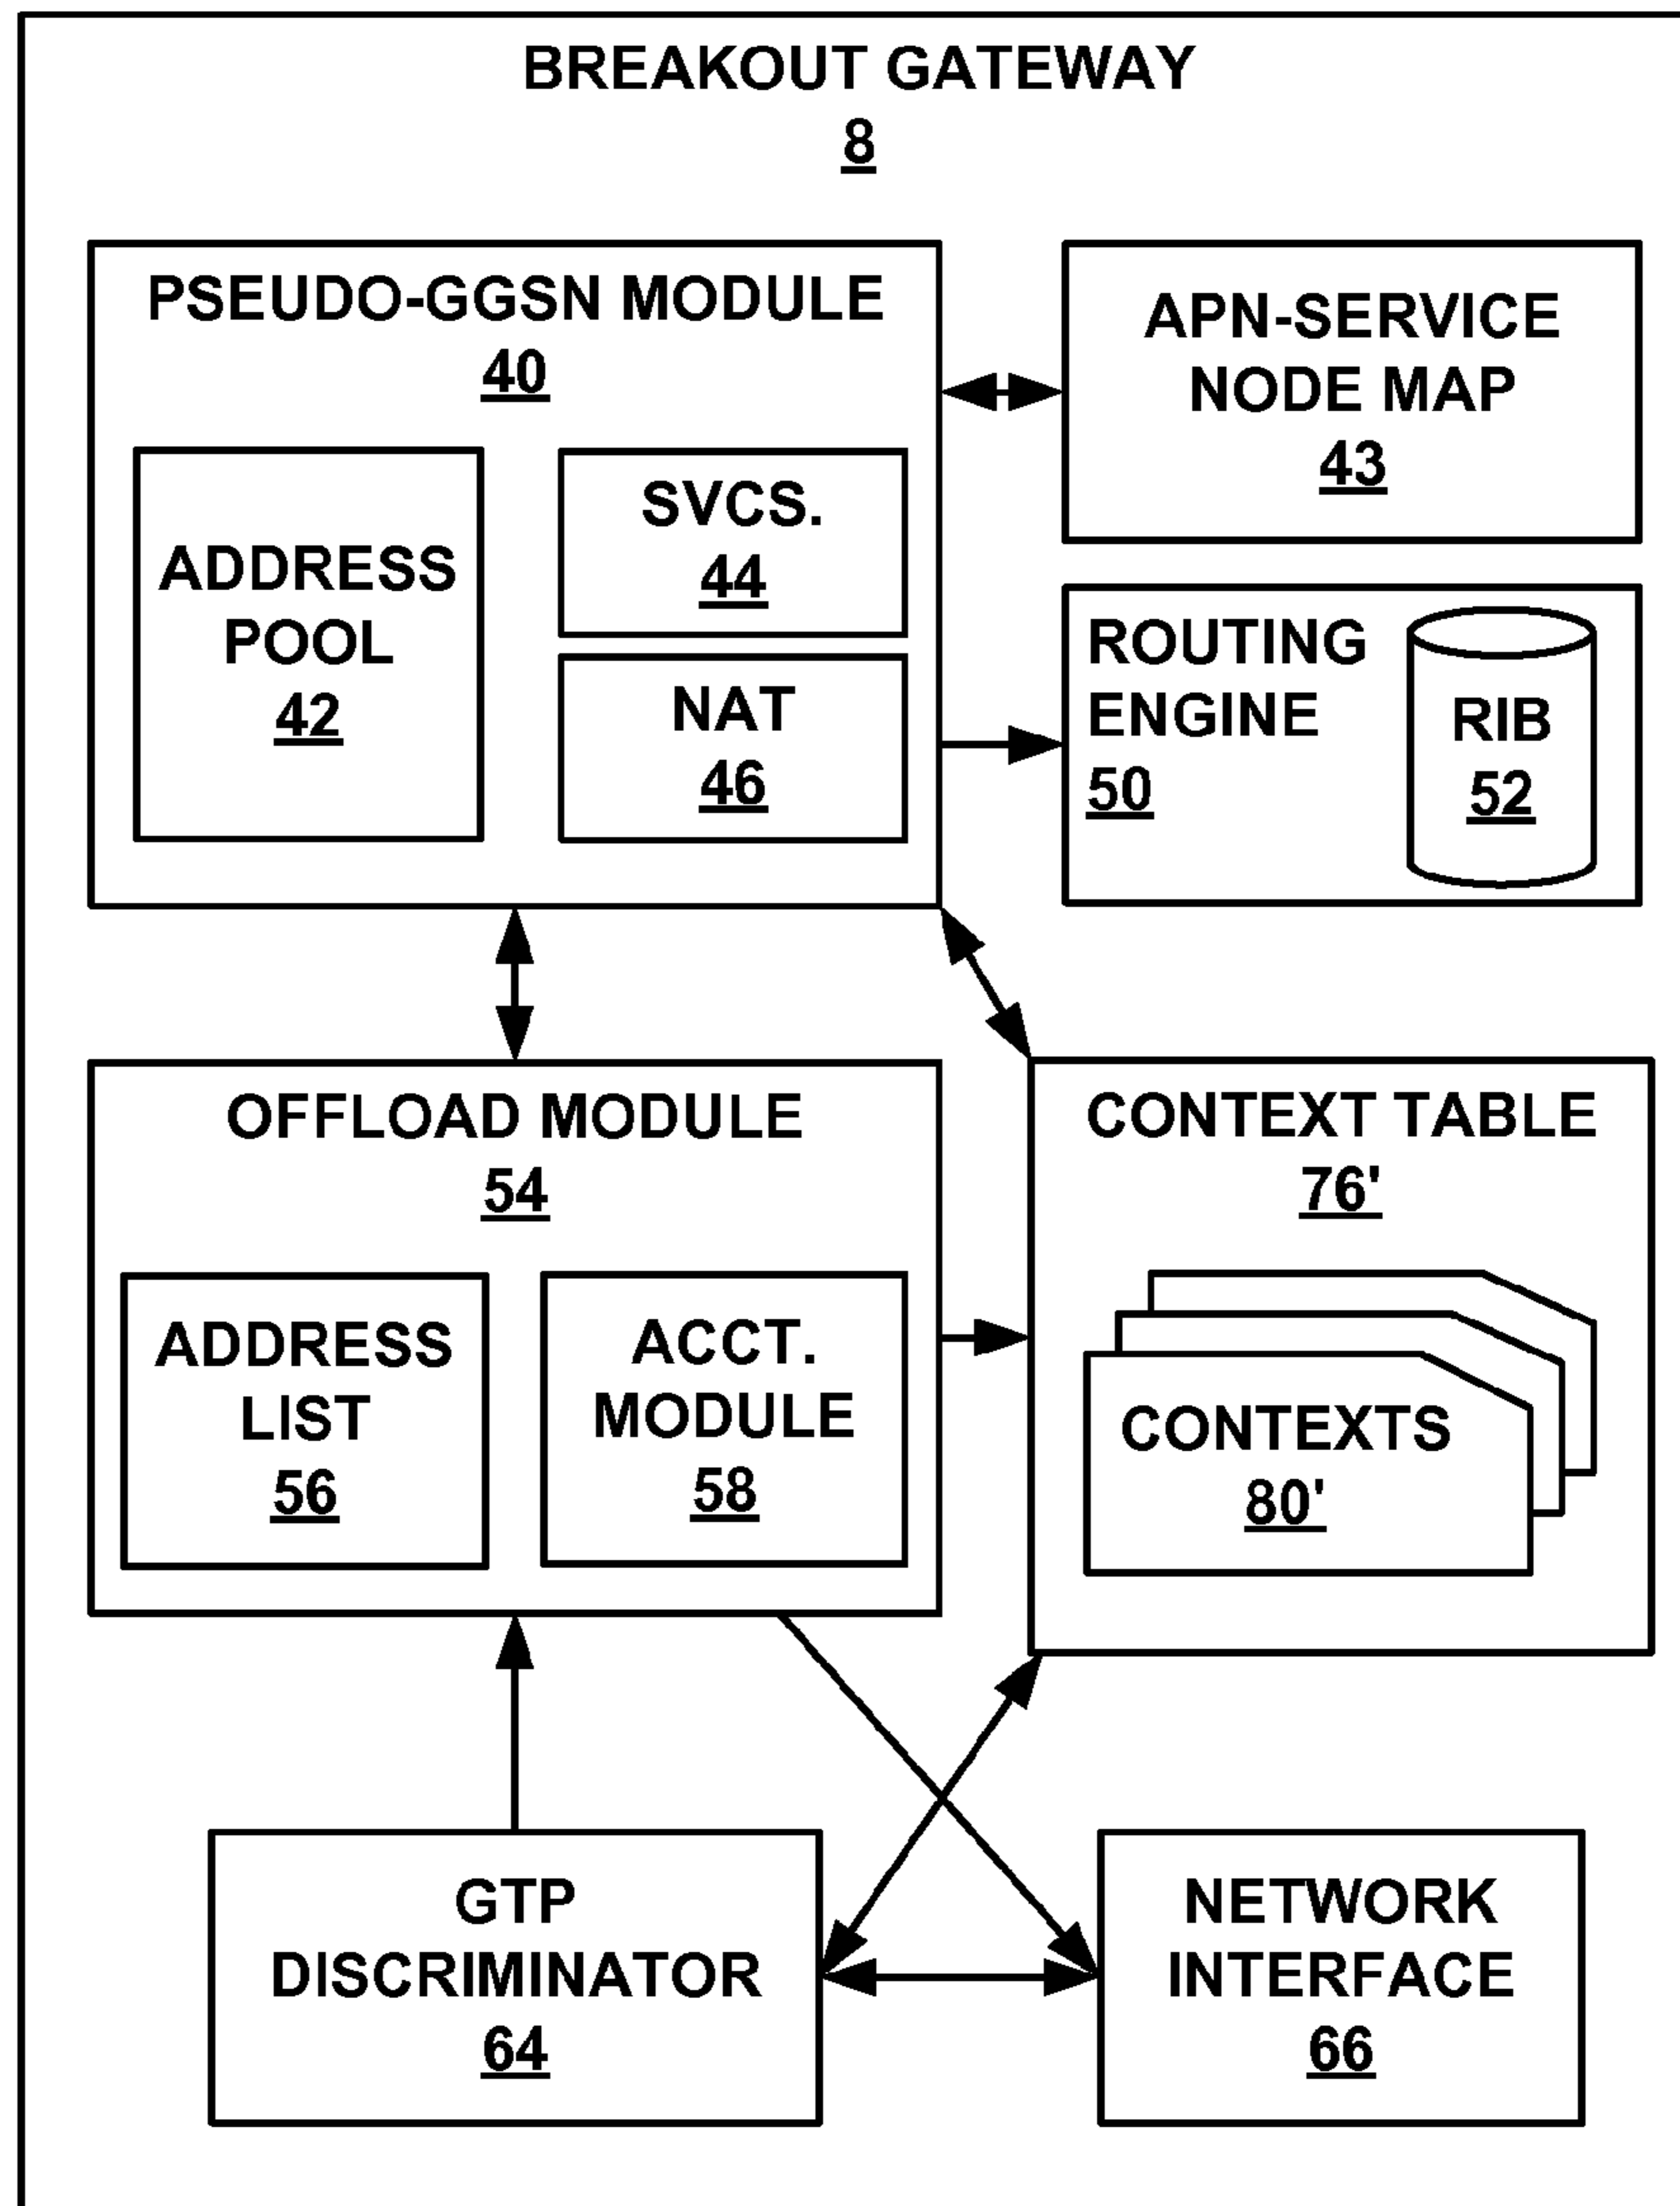 BREAKOUT GATEWAY
8
PSEUDO-GGSN MODULE
40
ADDRESS
POOL
42
SVCS.
44
NAT
46
APN-SERVICE
NODE MAP
43
ROUTING
ENGINE
50
RIB
52
OFFLOAD MODULE
54
ADDRESS
LIST
56
ACCT.
MODULE
58
CONTEXT TABLE
76'
CONTEXTS
80'
GTP
DISCRIMINATOR
64
NETWORK
INTERFACE
66